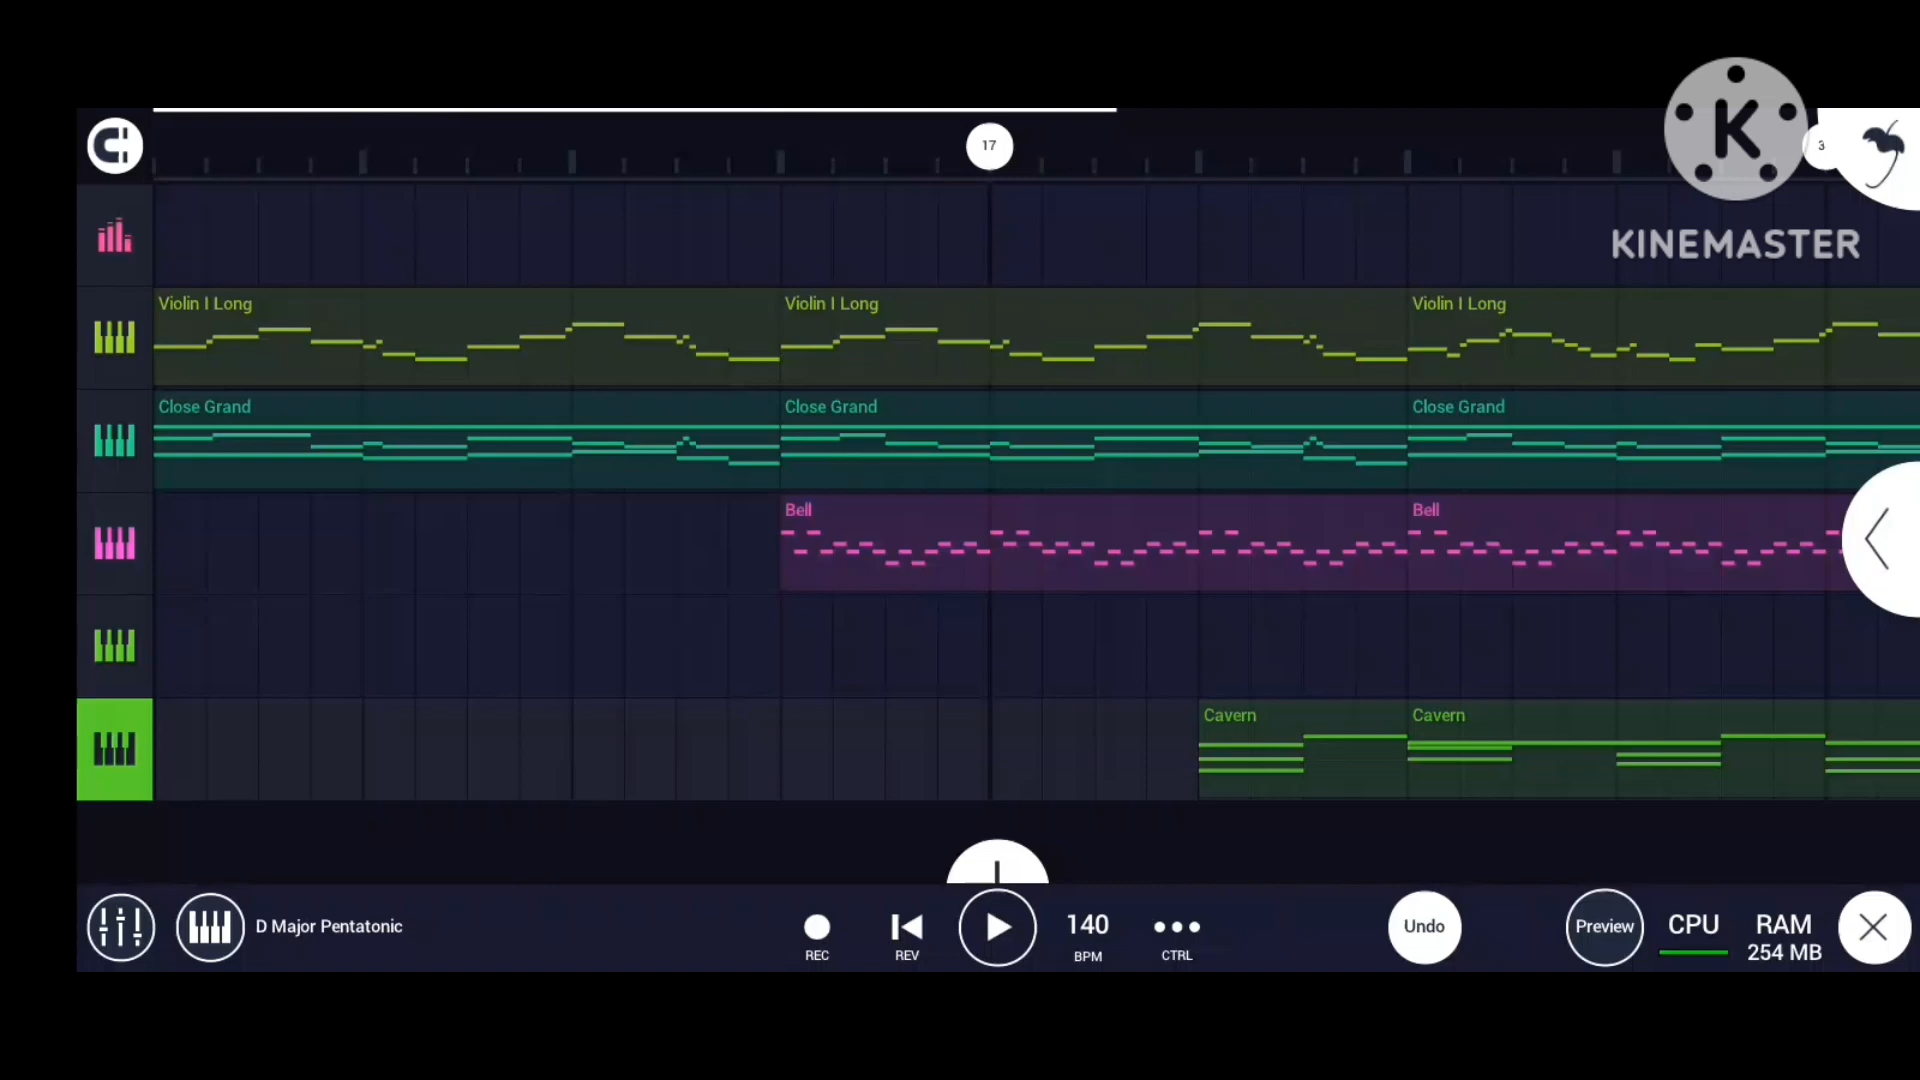 17
3
K
KINEMASTER
Violin I Long
Violin I Long
Violin I Long
Close Grand
Close Grand
Close Grand
Bell
Bell
Cavern
Cavern
D Major Pentatonic
REC
REV
140
BPM
CTRL
Undo
Preview
CPU
RAM
254 MB